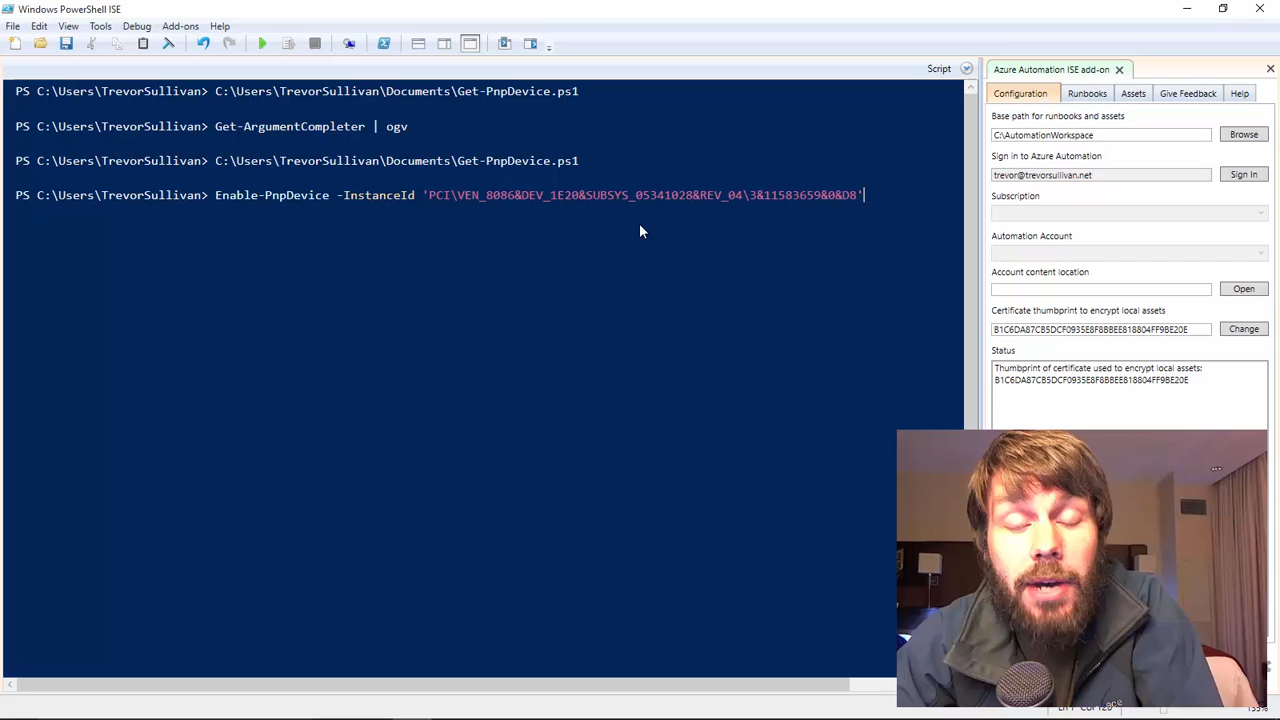 Windows PowerShell ISE
File Edit View Tools Debug Add-ons Help
Script
PS C:\Users\TrevorSullivan> C:\Users\TrevorSullivan\Documents\Get-PnpDevice.ps1
PS C:\Users\TrevorSullivan> Get-ArgumentCompleter | ogv
PS C:\Users\TrevorSullivan> C:\Users\TrevorSullivan\Documents\Get-PnpDevice.ps1
PS C:\Users\TrevorSullivan> Enable-PnpDevice -InstanceId 'PCI\VEN_8086&DEV_1E20&SUBSYS_05341028&REV_04\3&11583659&0&D8'
Azure Automation ISE add-on
Configuration Runbooks Assets Give Feedback Help
Base path for runbooks and assets
C:\AutomationWorkspace Browse
Sign in to Azure Automation
trevor@trevorsullivan.net Sign In
Subscription
Automation Account
Account content location
Open
Certificate thumbprint to encrypt local assets
B1C6DA87CB5DCF0935E8F8BBEE818804FF9BE20E Change
Status
Thumbprint of certificate used to encrypt local assets:
B1C6DA87CB5DCF0935E8F8BBEE818804FF9BE20E